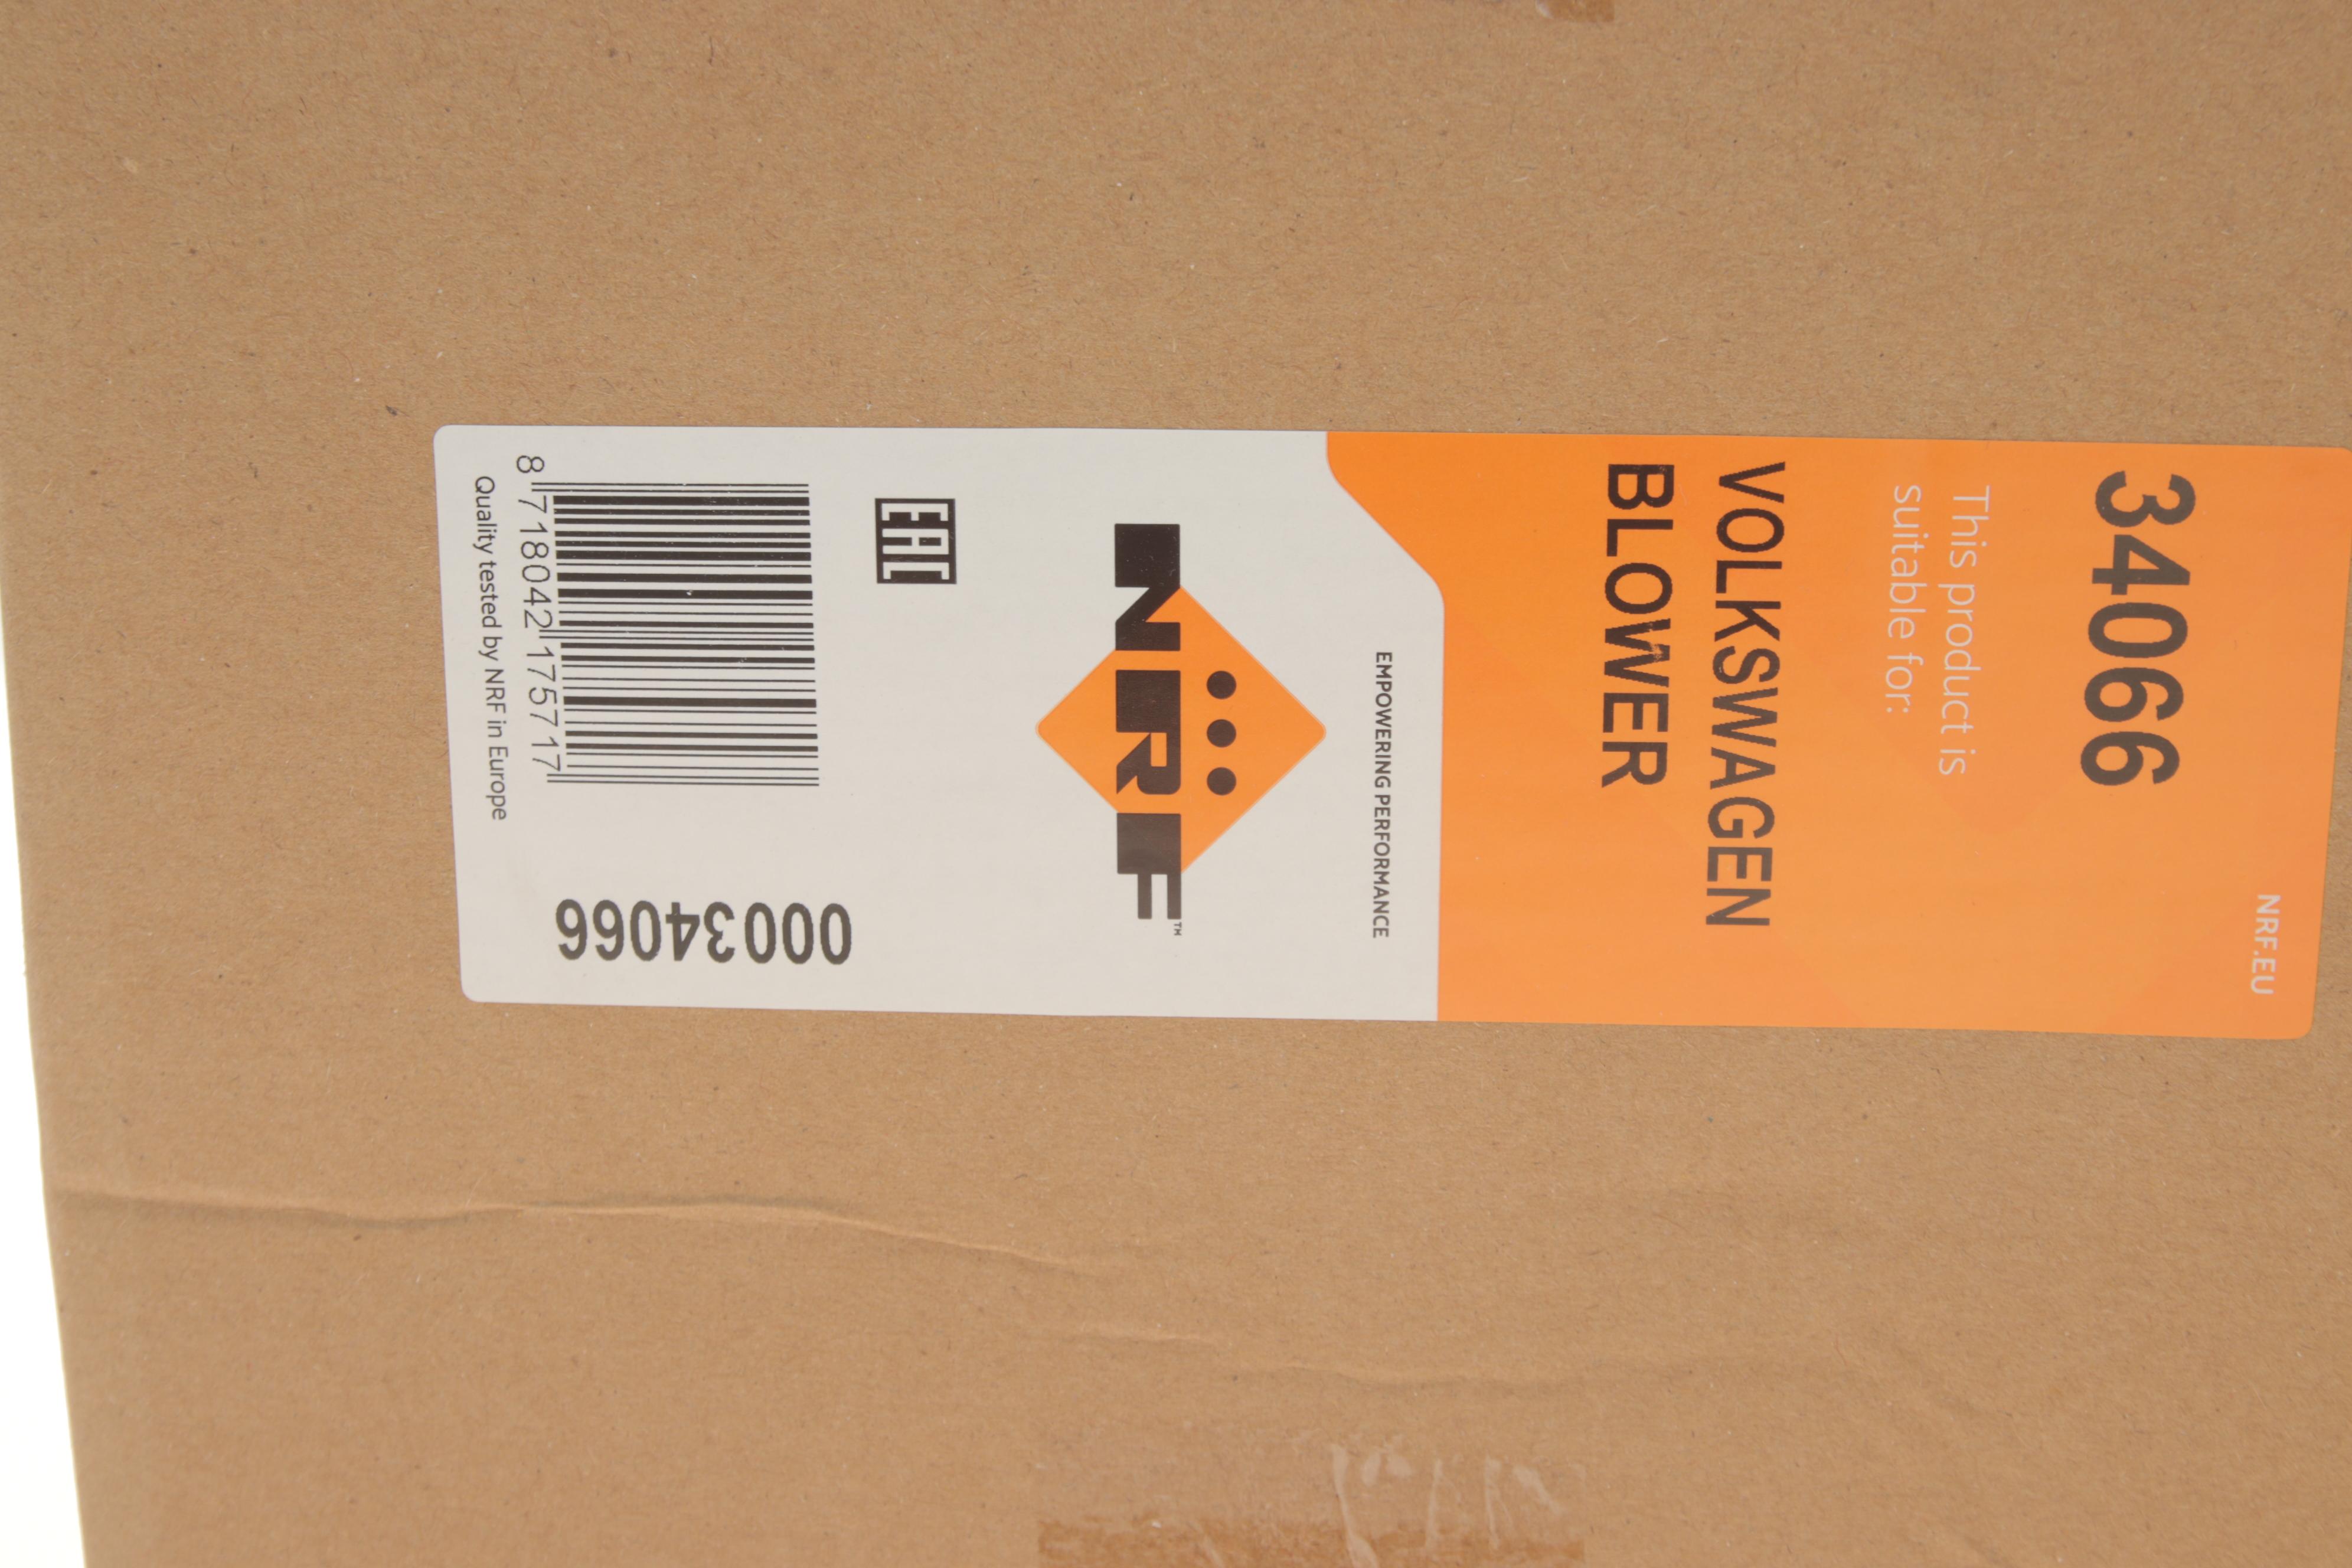 34066
NRF.EU
This product is
suitable for:
VOLKSWAGEN
BLOWER
EMPOWERING PERFORMANCE
NRF™
EAC
8 718042 175717
00034066
Quality tested by NRF in Europe